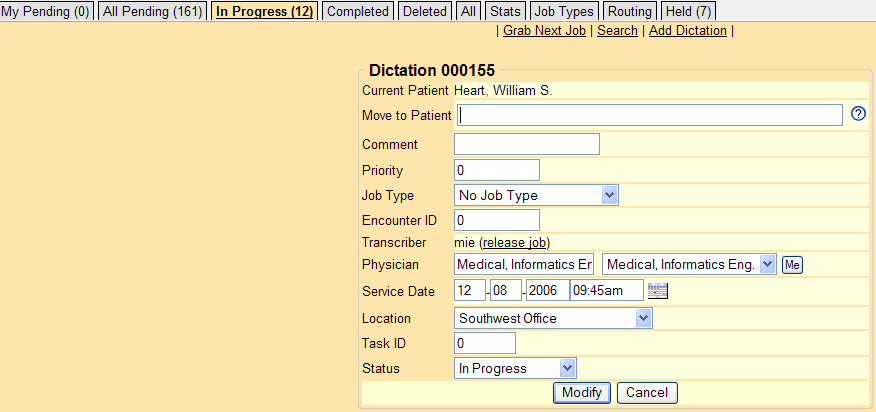 My Pending (0) All Pending (161) In Progress (12) Completed Deleted All Stats Job Types Routing Held (7)
| Grab Next Job | Search | Add Dictation |
Dictation 000155
Current Patient Heart, William S.
Move to Patient ?
Comment
Priority 0
Job Type No Job Type
Encounter ID 0
Transcriber mie (release job)
Physician Medical, Informatics En Medical, Informatics Eng. Me
Service Date 12 - 08 - 2006 09:45am
Location Southwest Office
Task ID 0
Status In Progress
Modify Cancel